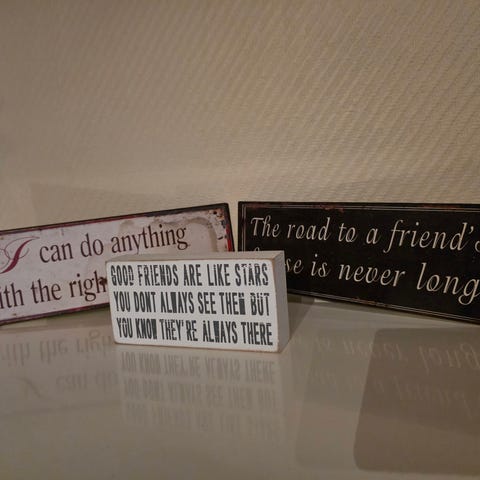 I can do anything
ith the righ
GOOD FRIENDS ARE LIKE STARS
YOU DONT ALWAYS SEE THEM BUT
YOU KNOW THEY'RE ALWAYS THERE
The road to a friend's
se is never long